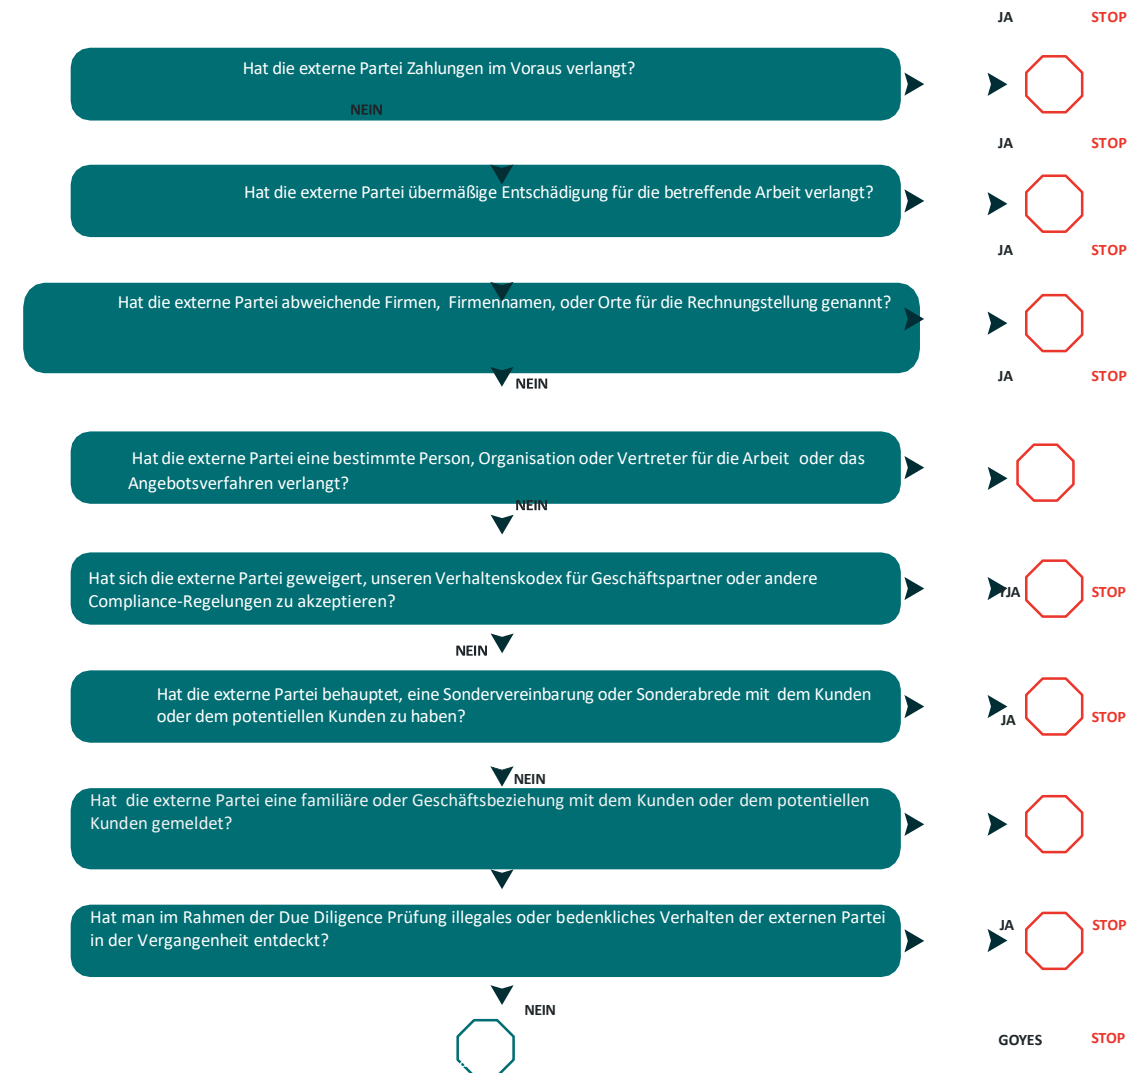 JA STOP
Hat die externe Partei Zahlungen im Voraus verlangt?
NEIN
JA STOP
Hat die externe Partei übermäßige Entschädigung für die betreffende Arbeit verlangt?
JA STOP
Hat die externe Partei abweichende Firmen, Firmennamen, oder Orte für die Rechnungstellung genannt?
NEIN
JA STOP
Hat die externe Partei eine bestimmte Person, Organisation oder Vertreter für die Arbeit oder das
Angebotsverfahren verlangt?
NEIN
Hat sich die externe Partei geweigert, unseren Verhaltenskodex für Geschäftspartner oder andere
Compliance-Regelungen zu akzeptieren?
JA STOP
NEIN
Hat die externe Partei behauptet, eine Sondervereinbarung oder Sonderabrede mit dem Kunden
oder dem potentiellen Kunden zu haben?
JA STOP
NEIN
Hat die externe Partei eine familiäre oder Geschäftsbeziehung mit dem Kunden oder dem potentiellen
Kunden gemeldet?
Hat man im Rahmen der Due Diligence Prüfung illegales oder bedenkliches Verhalten der externen Partei
in der Vergangenheit entdeckt?
JA STOP
NEIN
GOYES STOP